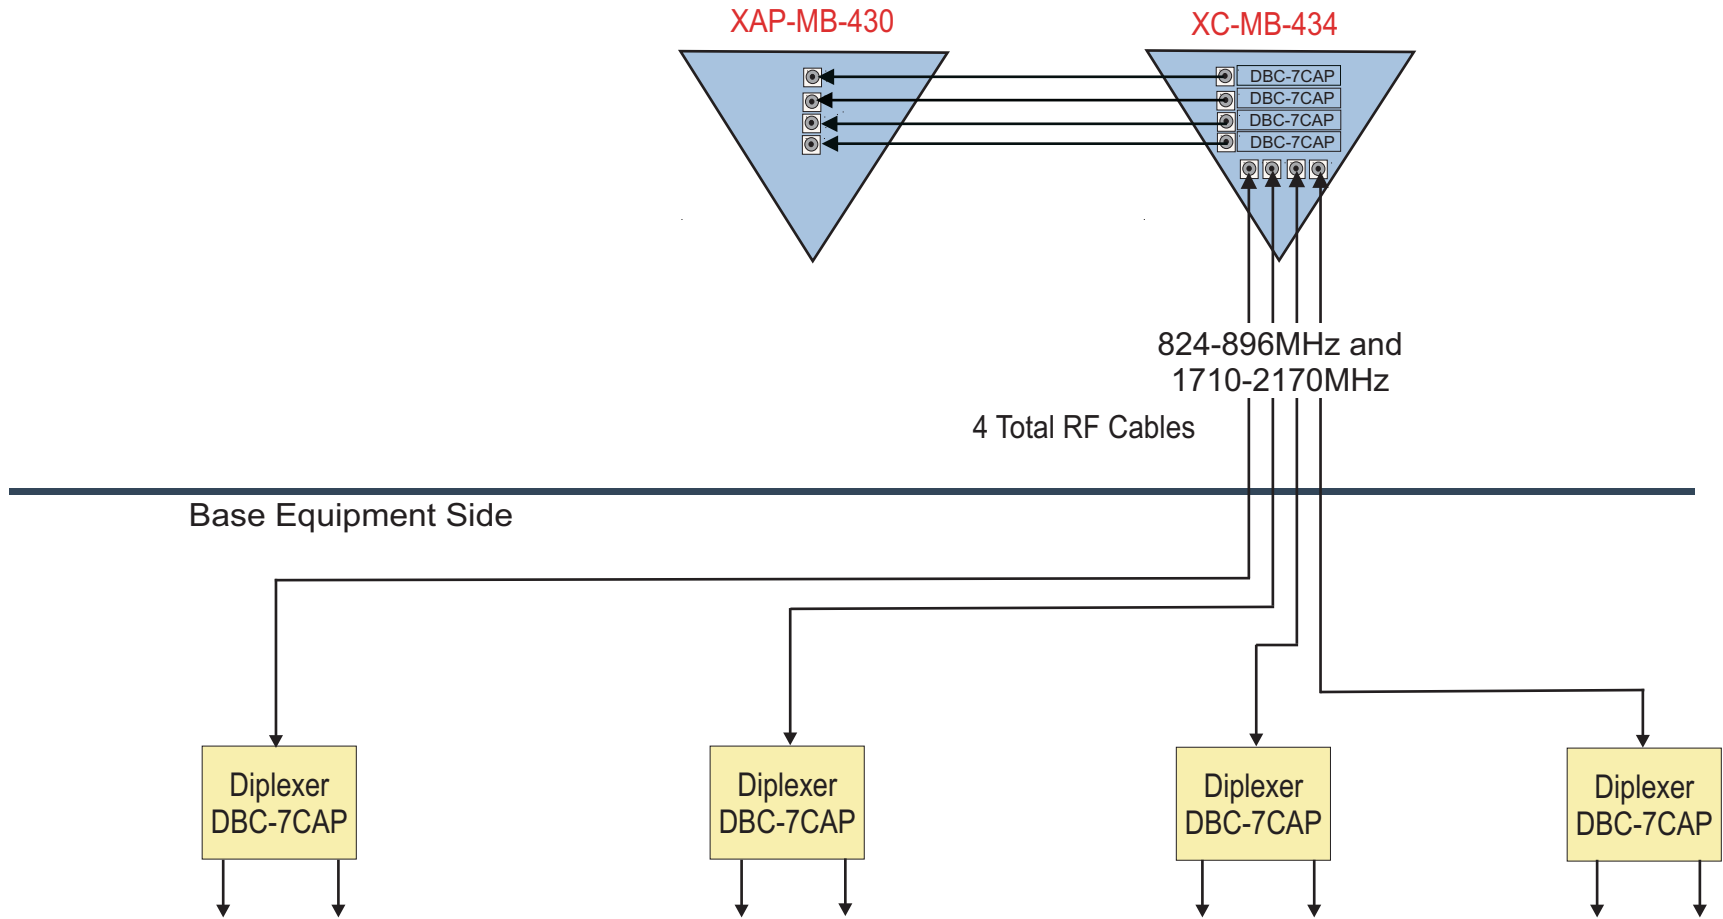 XAP-MB-430
XC-MB-434
DBC-7CAP
DBC-7CAP
DBC-7CAP
DBC-7CAP
824-896MHz and
1710-2170MHz
4 Total RF Cables
Base Equipment Side
Diplexer
DBC-7CAP
Diplexer
DBC-7CAP
Diplexer
DBC-7CAP
Diplexer
DBC-7CAP